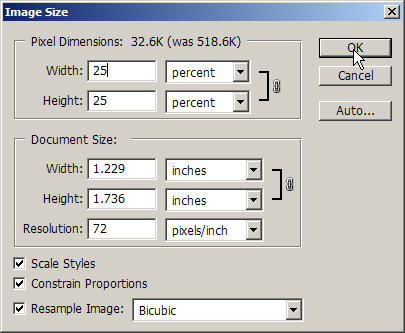 Image Size
Pixel Dimensions: 32.6K (was 518.6K)
Width: 25 percent
Height: 25 percent
OK
Cancel
Auto...
Document Size:
Width: 1.229 inches
Height: 1.736 inches
Resolution: 72 pixels/inch
Scale Styles
Constrain Proportions
Resample Image: Bicubic